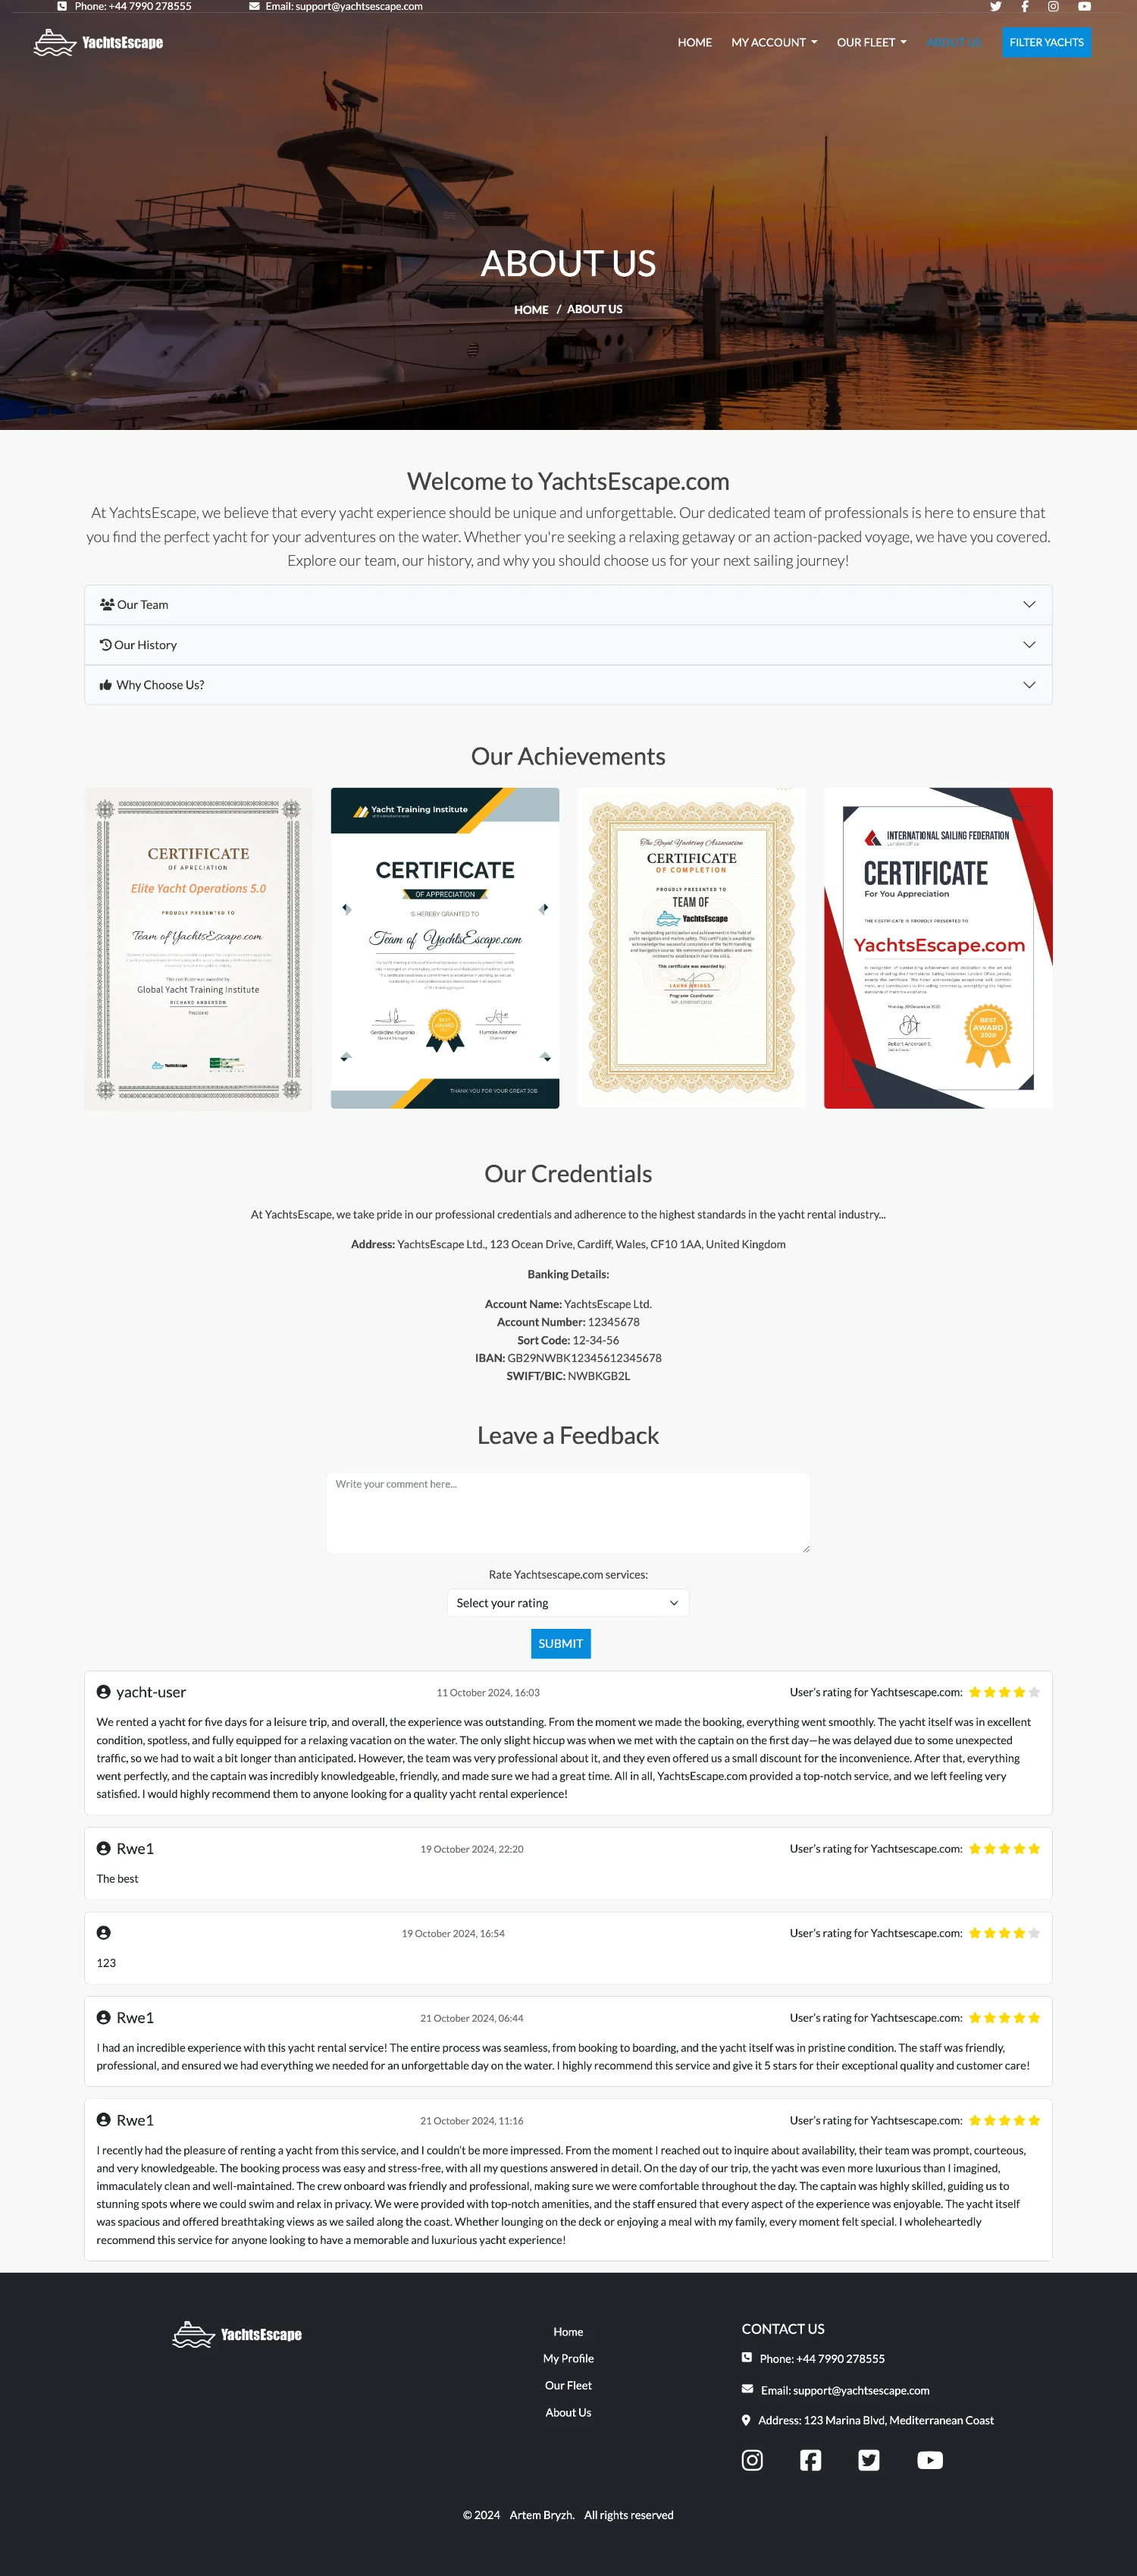 Phone: +44 7990 278555
Email: support@yachtsescape.com
YachtsEscape
HOME
MY ACCOUNT
OUR FLEET
ABOUT US
FILTER YACHTS
ABOUT US
HOME / ABOUT US
Welcome to YachtsEscape.com
At YachtsEscape, we believe that every yacht experience should be unique and unforgettable. Our dedicated team of professionals is here to ensure that
you find the perfect yacht for your adventures on the water. Whether you're seeking a relaxing getaway or an action-packed voyage, we have you covered.
Explore our team, our history, and why you should choose us for your next sailing journey!
Our Team
Our History
Why Choose Us?
Our Achievements
CERTIFICATE
OF APRECIATION
Elite Yacht Operations 5.0
PROUDLY PRESENTED TO
Team of YachtsEscape.com
This certificate was awarded by
Global Yacht Training Institute
RICHARD ANDERSON
President
YachtsEscape
Yacht Training Institute
CERTIFICATE
OF APPRECIATION
IS HEREBY GRANTED TO
Team of YachtsEscape.com
BEST
AWARD
THANK YOU FOR YOUR GREAT JOB
The Royal Yachting Association
CERTIFICATE
OF COMPLETION
PROUDLY PRESENTED TO
TEAM OF
YachtsEscape
This certificate was awarded by:
LAURA BRIGGS
Programe Coordinator
INTERNATIONAL SAILING FEDERATION
London Office
CERTIFICATE
For You Appreciation
THE CERTIFICATE IS PROUDLY PRESENTED TO
YachtsEscape.com
Robert Anderson S.
BEST
AWARD
2020
Our Credentials
At YachtsEscape, we take pride in our professional credentials and adherence to the highest standards in the yacht rental industry...
Address: YachtsEscape Ltd., 123 Ocean Drive, Cardiff, Wales, CF10 1AA, United Kingdom
Banking Details:
Account Name: YachtsEscape Ltd.
Account Number: 12345678
Sort Code: 12-34-56
IBAN: GB29NWBK12345612345678
SWIFT/BIC: NWBKGB2L
Leave a Feedback
Write your comment here...
Rate Yachtsescape.com services:
Select your rating
SUBMIT
yacht-user
11 October 2024, 16:03
User's rating for Yachtsescape.com:
We rented a yacht for five days for a leisure trip, and overall, the experience was outstanding. From the moment we made the booking, everything went smoothly. The yacht itself was in excellent
condition, spotless, and fully equipped for a relaxing vacation on the water. The only slight hiccup was when we met with the captain on the first day—he was delayed due to some unexpected
traffic, so we had to wait a bit longer than anticipated. However, the team was very professional about it, and they even offered us a small discount for the inconvenience. After that, everything
went perfectly, and the captain was incredibly knowledgeable, friendly, and made sure we had a great time. All in all, YachtsEscape.com provided a top-notch service, and we left feeling very
satisfied. I would highly recommend them to anyone looking for a quality yacht rental experience!
Rwe1
19 October 2024, 22:20
User's rating for Yachtsescape.com:
The best
19 October 2024, 16:54
User's rating for Yachtsescape.com:
123
Rwe1
21 October 2024, 06:44
User's rating for Yachtsescape.com:
I had an incredible experience with this yacht rental service! The entire process was seamless, from booking to boarding, and the yacht itself was in pristine condition. The staff was friendly,
professional, and ensured we had everything we needed for an unforgettable day on the water. I highly recommend this service and give it 5 stars for their exceptional quality and customer care!
Rwe1
21 October 2024, 11:16
User's rating for Yachtsescape.com:
I recently had the pleasure of renting a yacht from this service, and I couldn't be more impressed. From the moment I reached out to inquire about availability, their team was prompt, courteous,
and very knowledgeable. The booking process was easy and stress-free, with all my questions answered in detail. On the day of our trip, the yacht was even more luxurious than I imagined,
immaculately clean and well-maintained. The crew onboard was friendly and professional, making sure we were comfortable throughout the day. The captain was highly skilled, guiding us to
stunning spots where we could swim and relax in privacy. We were provided with top-notch amenities, and the staff ensured that every aspect of the experience was enjoyable. The yacht itself
was spacious and offered breathtaking views as we sailed along the coast. Whether lounging on the deck or enjoying a meal with my family, every moment felt special. I wholeheartedly
recommend this service for anyone looking to have a memorable and luxurious yacht experience!
YachtsEscape
Home
My Profile
Our Fleet
About Us
CONTACT US
Phone: +44 7990 278555
Email: support@yachtsescape.com
Address: 123 Marina Blvd, Mediterranean Coast
© 2024 Artem Bryzh. All rights reserved